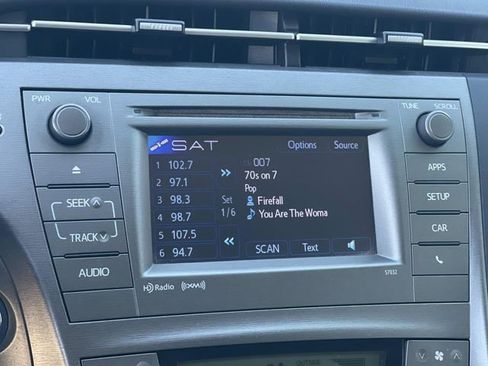 PWR VOL
TUNE SCROLL
SAT Options Source
007
70s on 7
Pop
Firefall
You Are The Woma
1 102.7
2 97.1
3 98.3
4 98.7
5 107.5
6 94.7
Set
1/6
SCAN Text
SEEK
TRACK
AUDIO
APPS
SETUP
CAR
HD Radio ((XM))
57032